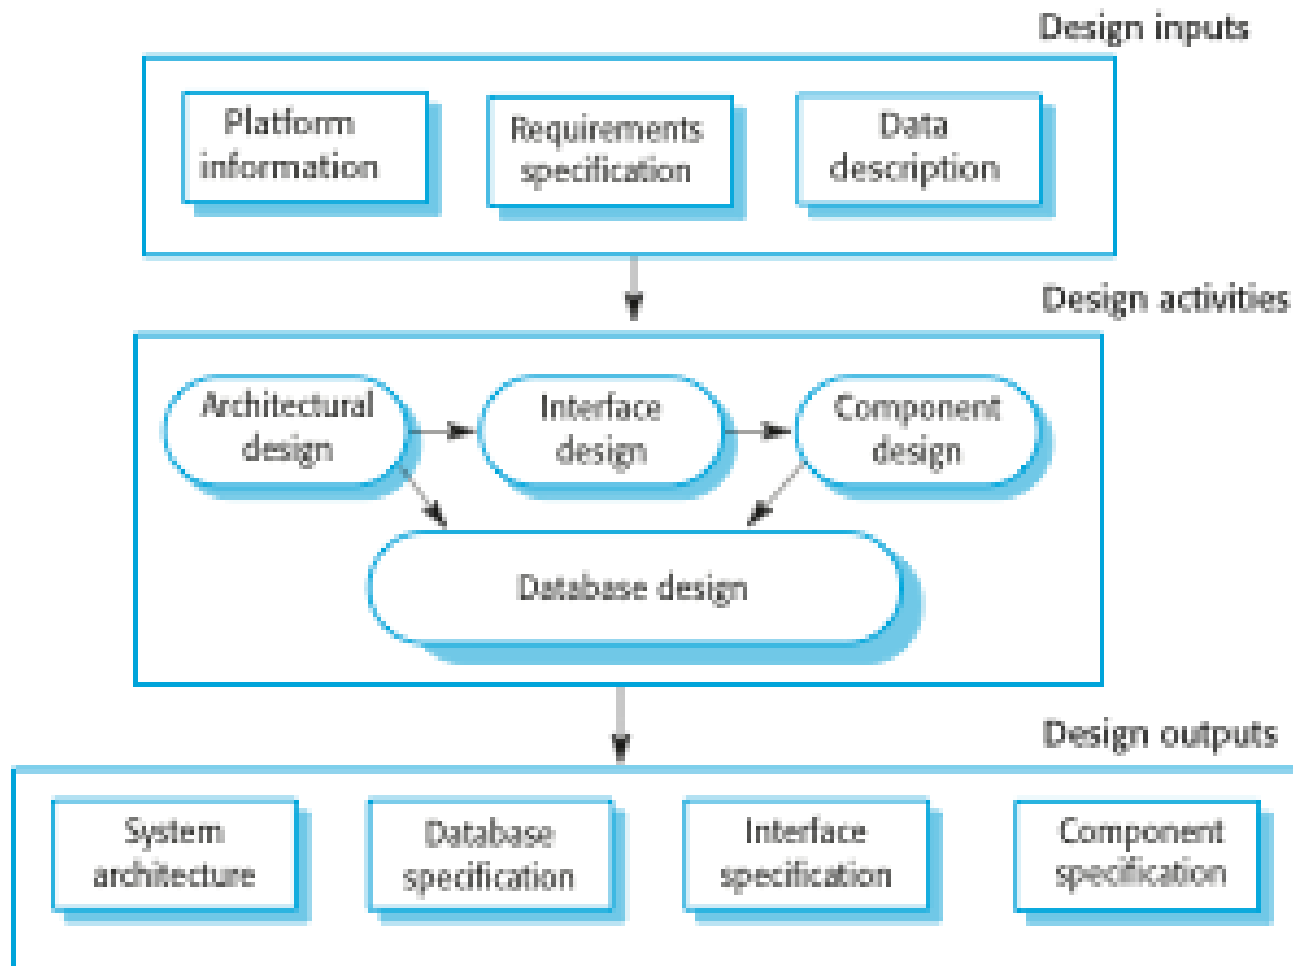 Design inputs
Platform
information
Requirements
specification
Data
description
Design activities
Architectural
design
Interface
design
Component
design
Database design
Design outputs
System
architecture
Database
specification
Interface
specification
Component
specification